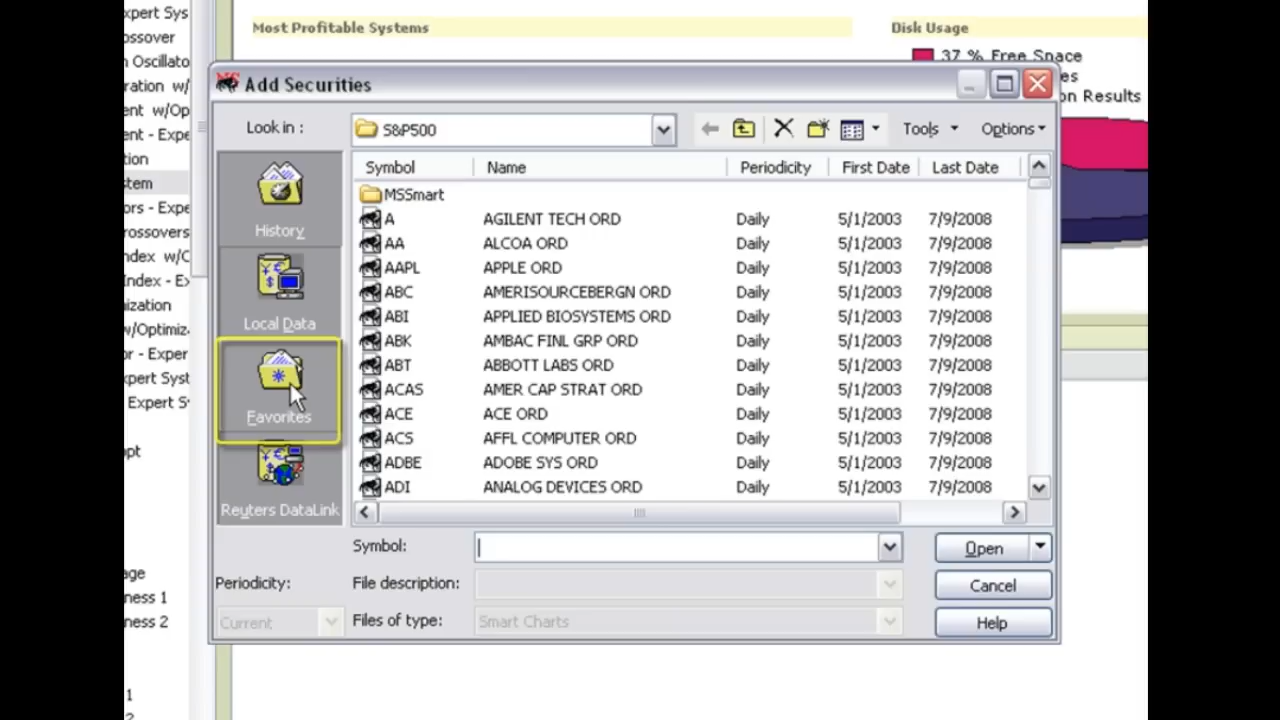 xpert Sys
Most Profitable Systems
Disk Usage
ossover
37 % Free Space
n Oscillato
es
ration w/
on Results
ent w/Op
ent - Expe
tion
stem
ors - Expe
rossovers
ndex w/O
Index - Ex
nization
w/Optimiz
or - Exper
xpert Syst
Expert S
pt
age
ness 1
ness 2
1
2
Add Securities
Look in :
S&P500
Tools
Options
History
Local Data
Favorites
Reuters DataLink
Symbol Name Periodicity First Date Last Date
MSSmart
A AGILENT TECH ORD Daily 5/1/2003 7/9/2008
AA ALCOA ORD Daily 5/1/2003 7/9/2008
AAPL APPLE ORD Daily 5/1/2003 7/9/2008
ABC AMERISOURCEBERGN ORD Daily 5/1/2003 7/9/2008
ABI APPLIED BIOSYSTEMS ORD Daily 5/1/2003 7/9/2008
ABK AMBAC FINL GRP ORD Daily 5/1/2003 7/9/2008
ABT ABBOTT LABS ORD Daily 5/1/2003 7/9/2008
ACAS AMER CAP STRAT ORD Daily 5/1/2003 7/9/2008
ACE ACE ORD Daily 5/1/2003 7/9/2008
ACS AFFL COMPUTER ORD Daily 5/1/2003 7/9/2008
ADBE ADOBE SYS ORD Daily 5/1/2003 7/9/2008
ADI ANALOG DEVICES ORD Daily 5/1/2003 7/9/2008
Symbol:
Open
Periodicity:
File description:
Cancel
Current
Files of type:
Smart Charts
Help